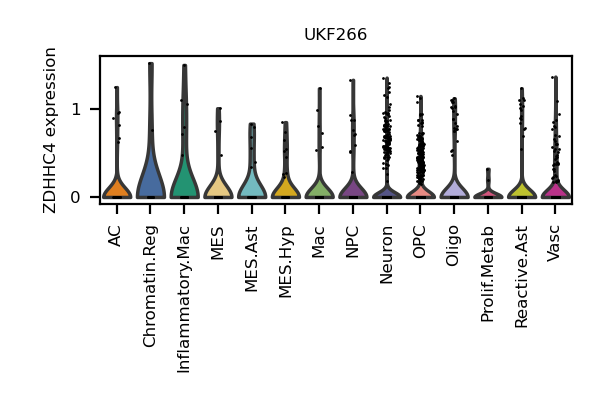 UKF266
ZDHHC4 expression
1
0
AC
Chromatin.Reg
Inflammatory.Mac
MES
MES.Ast
MES.Hyp
Mac
NPC
Neuron
OPC
Oligo
Prolif.Metab
Reactive.Ast
Vasc